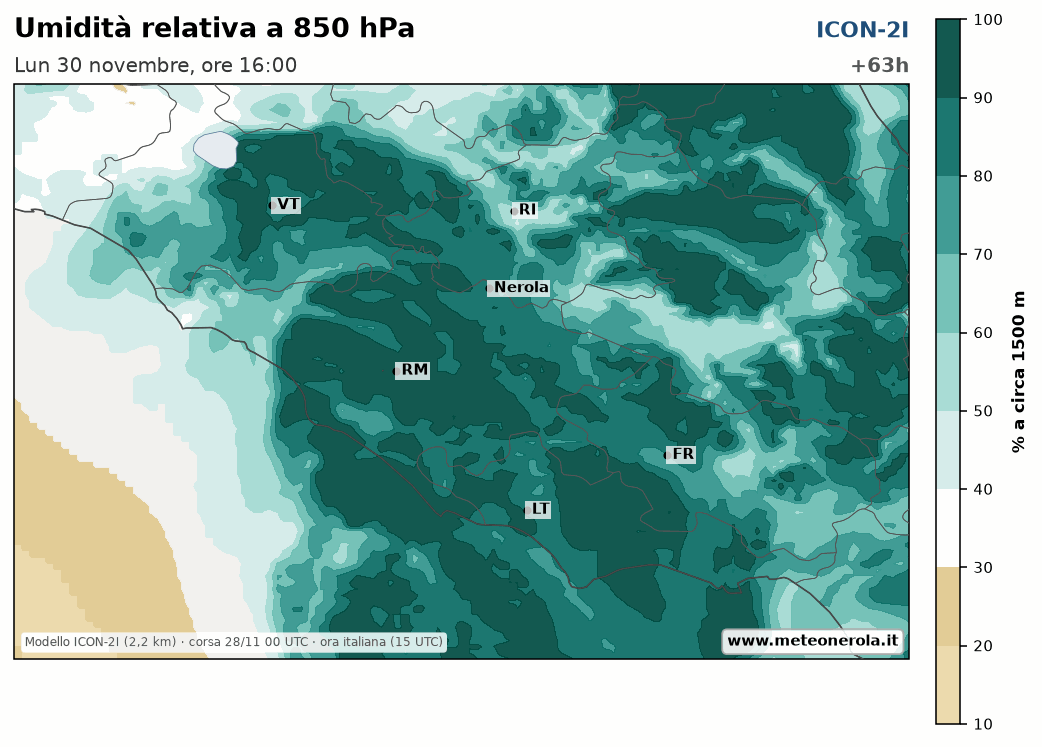 Umidità relativa a 850 hPa
ICON-2I
Lun 30 novembre, ore 16:00
+63h
100
90
80
70
60
50
40
30
20
10
% a circa 1500 m
VT
RI
Nerola
RM
FR
LT
Modello ICON-2I (2,2 km) · corsa 28/11 00 UTC · ora italiana (15 UTC)
www.meteonerola.it